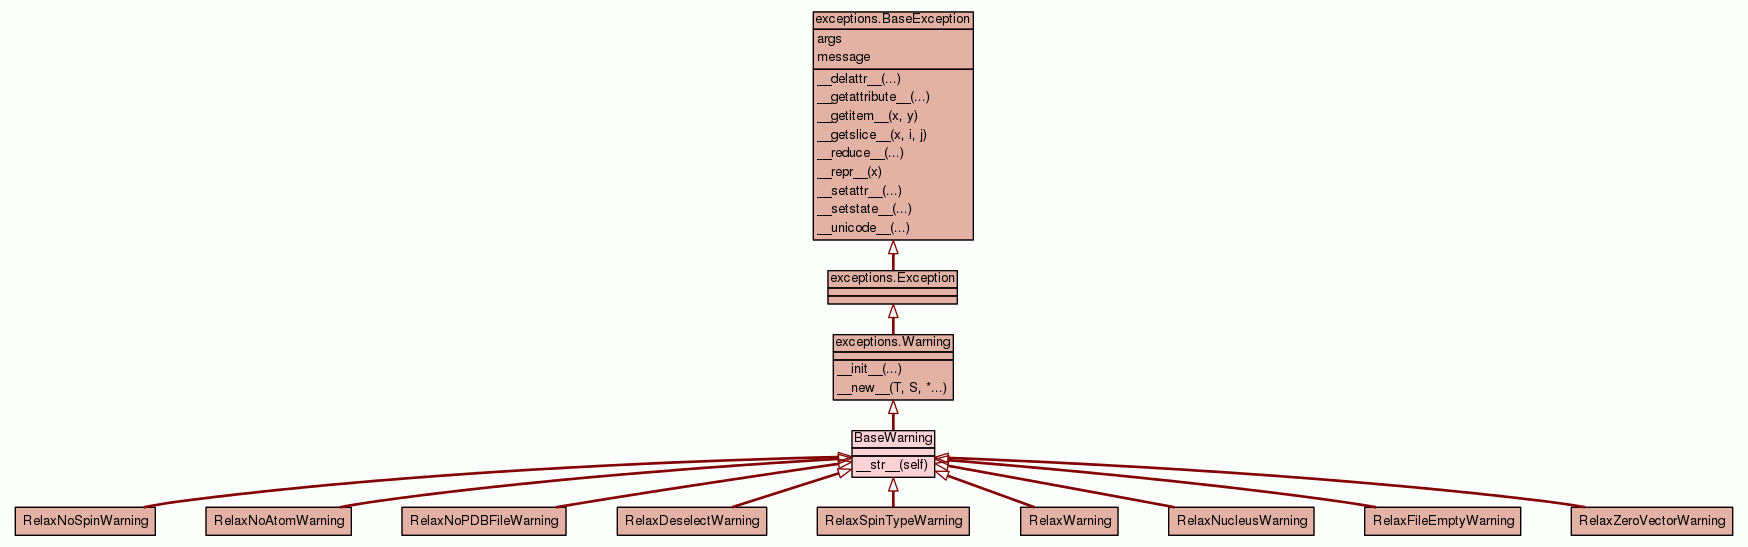 exceptions.BaseException
args
message
__delattr__(...)
__getattribute__(...)
__getitem__(x, y)
__getslice__(x, i, j)
__reduce__(...)
__repr__(x)
__setattr__(...)
__setstate__(...)
__unicode__(...)
exceptions.Exception
exceptions.Warning
__init__(...)
__new__(T, S, *...)
BaseWarning
__str__(self)
RelaxNoSpinWarning
RelaxNoAtomWarning
RelaxNoPDBFileWarning
RelaxDeselectWarning
RelaxSpinTypeWarning
RelaxWarning
RelaxNucleusWarning
RelaxFileEmptyWarning
RelaxZeroVectorWarning